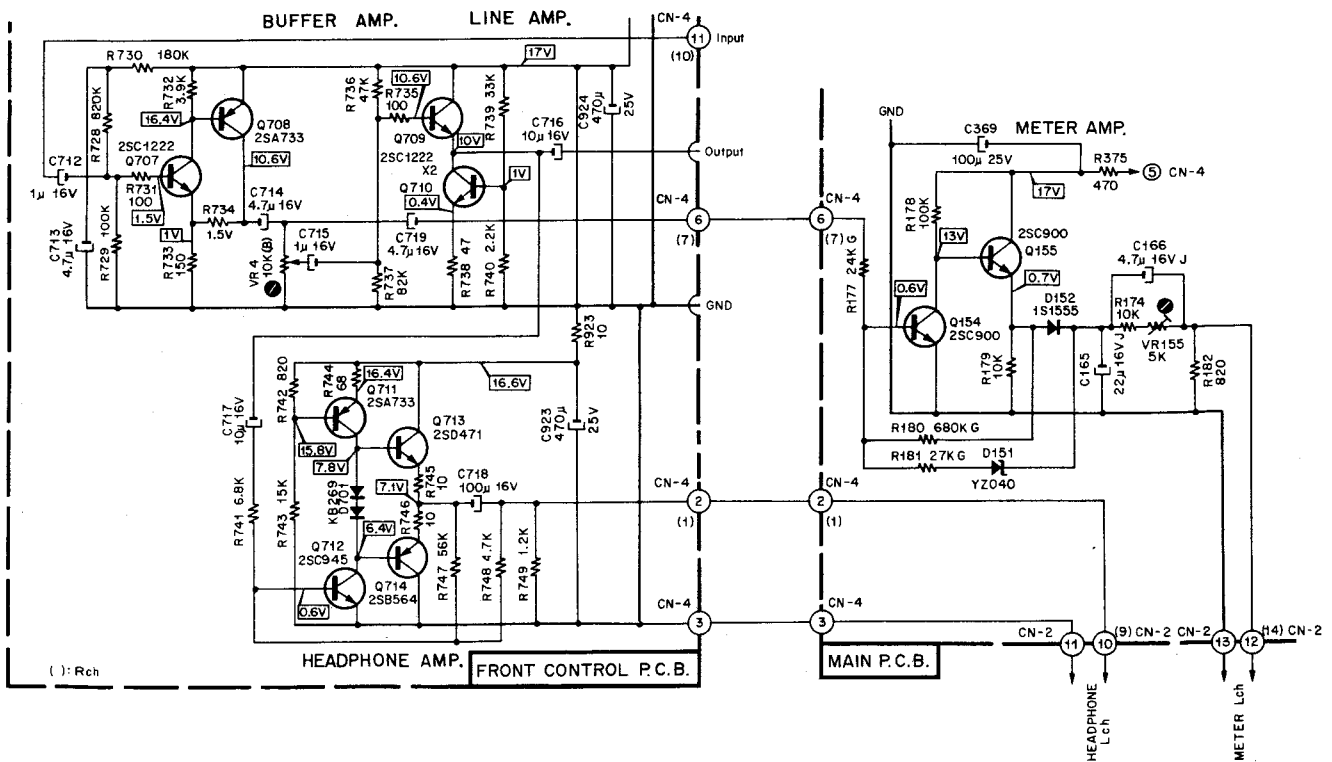 BUFFER AMP. LINE AMP.
CN-4
11 Input
(10)
R730 180K
17V
R732 3.9K
R728 820K
16.4V
Q708
2SA733
2SC1222
Q707
10.6V
C712
1μ 16V
R731
100
1.5V
R734
1.5V
1V
C714
4.7μ 16V
C713 4.7μ 16V
R729 100K
R733 150
VR4 10K(B)
C715
1μ 16V
R736 47K
R735
100
10.6V
Q709
2SC1222
X2
10V
Q710
0.4V
1V
R739 33K
C924 470μ 25V
C716
10μ 16V
Output
C719
4.7μ 16V
R737 82K
R738 47
R740 2.2K
CN-4
6
(7)
GND
R923 10
R742 820
R744 68
16.4V
Q711
2SA733
16.6V
C717 10μ 16V
15.8V
7.8V
Q713
2SD471
C923 470μ 25V
R741 6.8K
R743 15K
KB269 D701
R745 10
7.1V
C718
100μ 16V
R746 10
6.4V
Q712
2SC945
Q714
2SB564
0.6V
R747 56K
R748 4.7K
R749 1.2K
CN-4
2
(1)
CN-4
3
( ): Rch
HEADPHONE AMP.
FRONT CONTROL P.C.B.
GND
C369
100μ 25V
METER AMP.
R375
470
5 CN-4
17V
R178 100K
13V
2SC900
Q155
CN-4
6
(7)
R177 24K G
0.6V
0.7V
Q154
2SC900
D152
1S1555
C166
4.7μ 16V J
R174
10K
VR155
5K
R179 10K
C165 22μ 16V J
R182 820
R180 680K G
R181 27K G
D151
YZ040
CN-4
2
(1)
CN-4
3
MAIN P.C.B.
CN-2 11
10 (9) CN-2
CN-2 13
12 (14) CN-2
HEADPHONE Lch
METER Lch